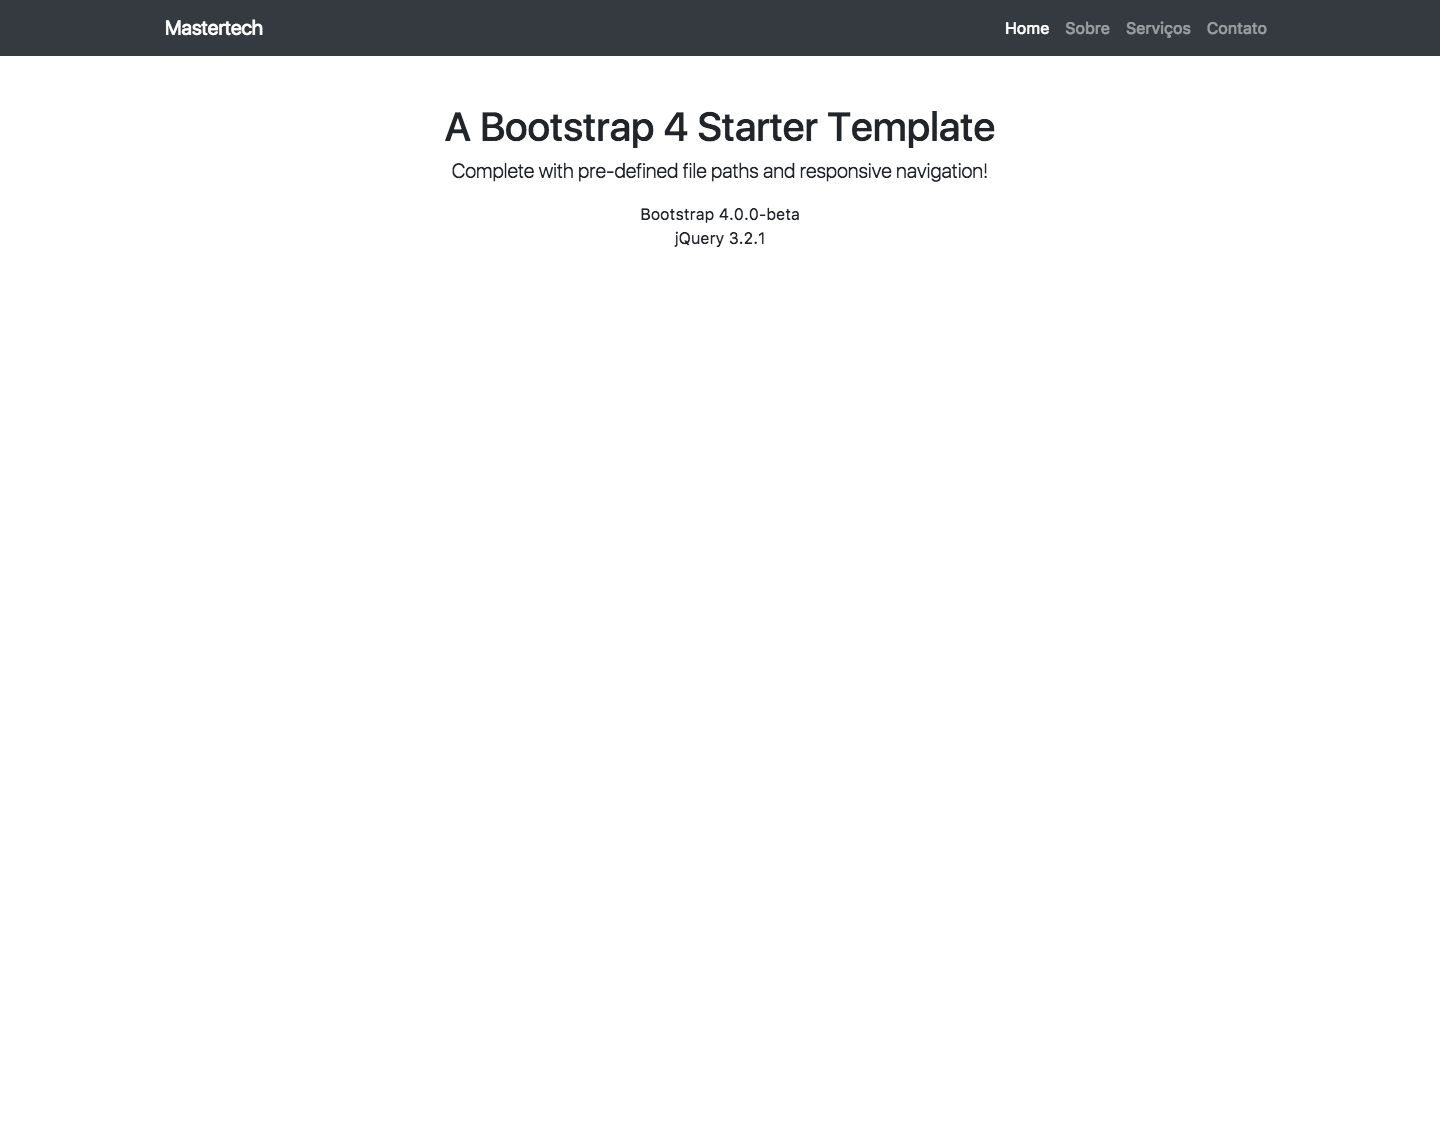 Mastertech
Home Sobre Serviços Contato
A Bootstrap 4 Starter Template
Complete with pre-defined file paths and responsive navigation!
Bootstrap 4.0.0-beta
jQuery 3.2.1